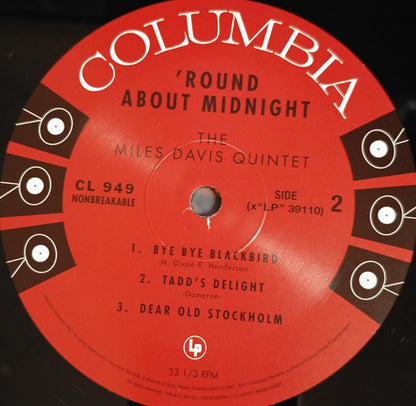 COLUMBIA
'ROUND
ABOUT MIDNIGHT
THE
MILES DAVIS QUINTET
CL 949
NONBREAKABLE
SIDE
(x"LP" 39110) 2
1. BYE BYE BLACKBIRD
-M. Dixon-R. Henderson-
2. TADD'S DELIGHT
-Dameron-
3. DEAR OLD STOCKHOLM
Lp
33 1/3 RPM